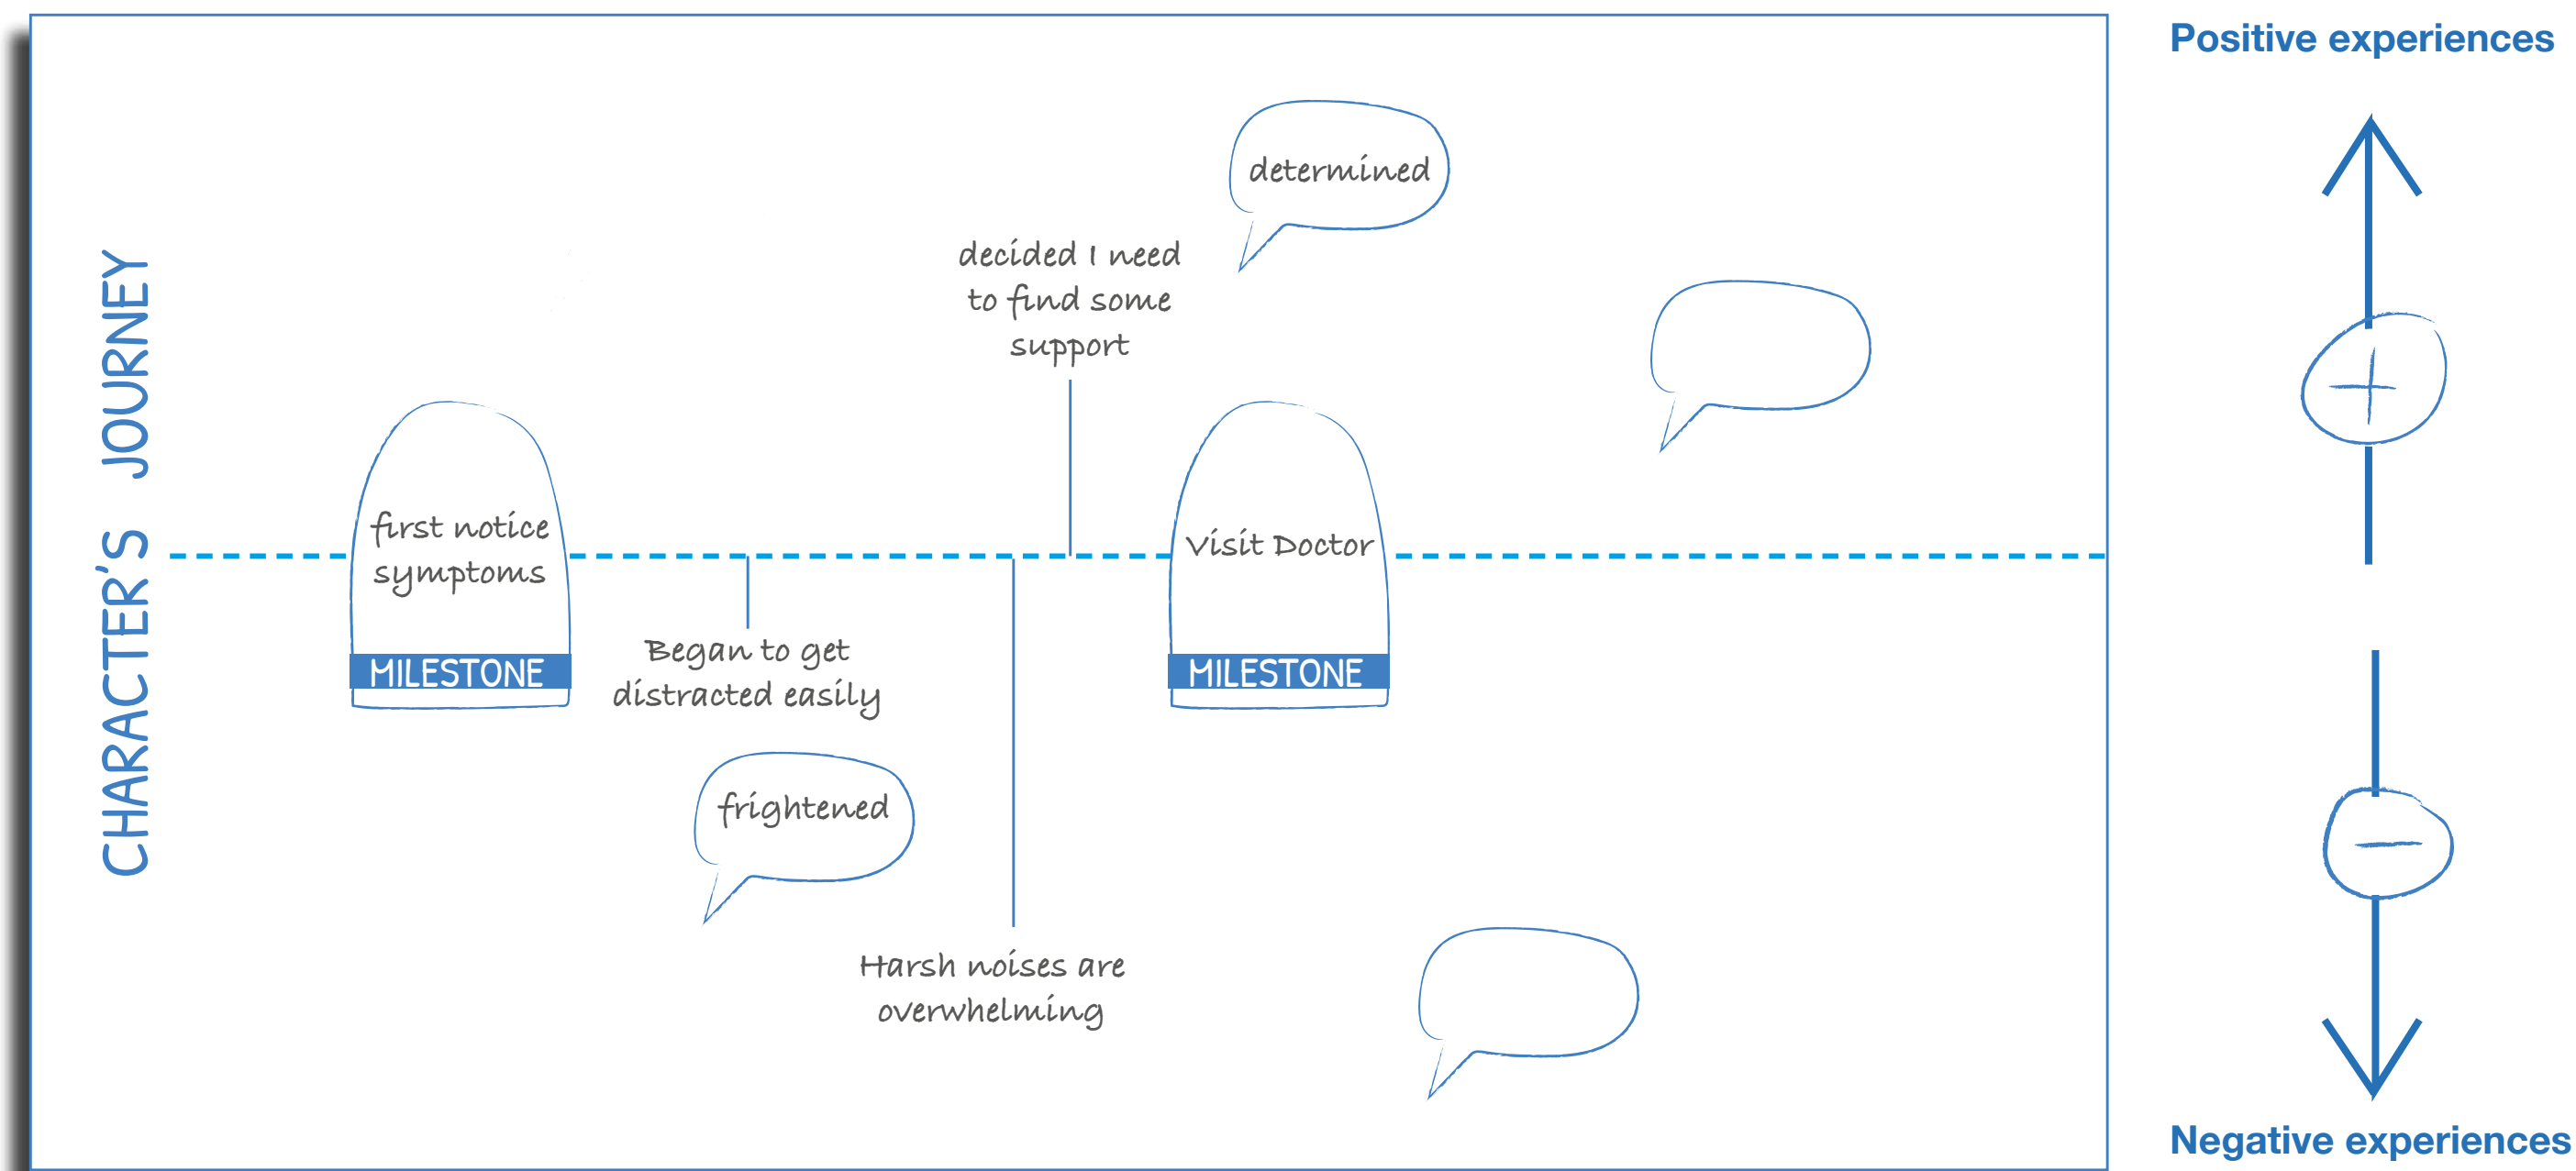 Positive experiences
CHARACTER'S JOURNEY
determined
decided I need
to find some
support
first notice
symptoms
MILESTONE
Began to get
distracted easily
frightened
Harsh noises are
overwhelming
Visit Doctor
MILESTONE
Negative experiences